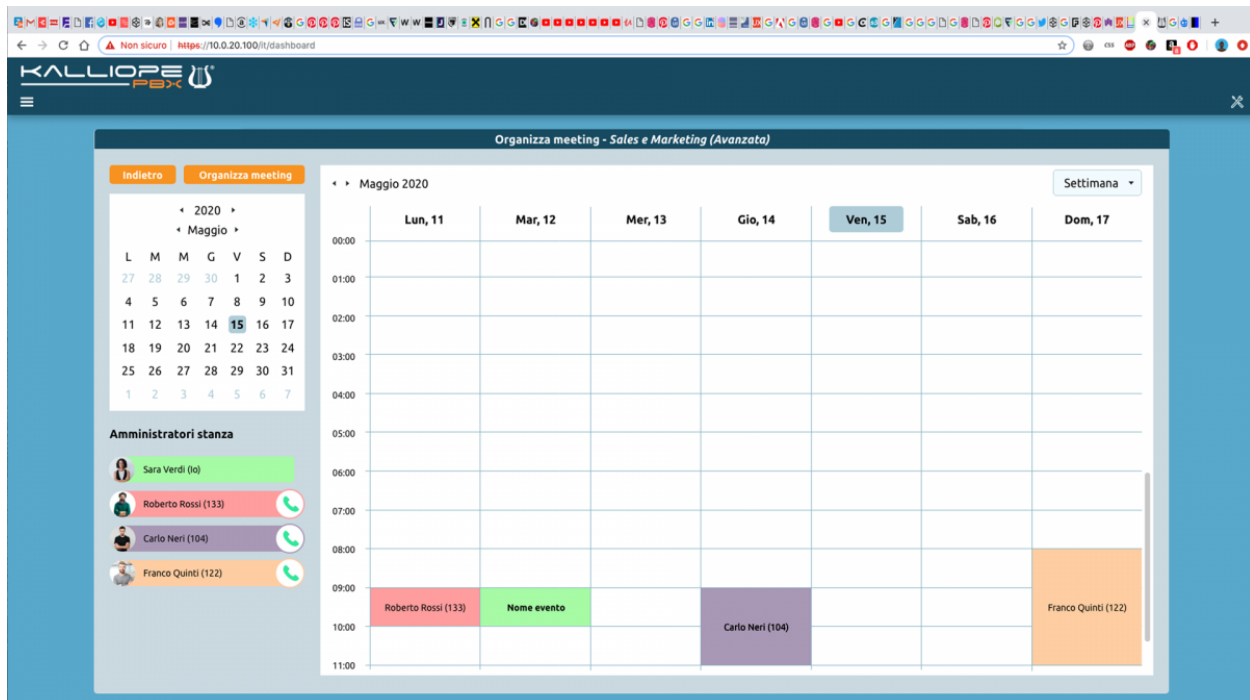 Non sicuro | https://10.0.20.100/it/dashboard
KALLIOPE
PBX
Organizza meeting - Sales e Marketing (Avanzata)
Indietro
Organizza meeting
2020
Maggio
L M M G V S D
27 28 29 30 1 2 3
4 5 6 7 8 9 10
11 12 13 14 15 16 17
18 19 20 21 22 23 24
25 26 27 28 29 30 31
1 2 3 4 5 6 7
Amministratori stanza
Sara Verdi (Io)
Roberto Rossi (133)
Carlo Neri (104)
Franco Quinti (122)
Maggio 2020
Settimana
Lun, 11 Mar, 12 Mer, 13 Gio, 14 Ven, 15 Sab, 16 Dom, 17
00:00
01:00
02:00
03:00
04:00
05:00
06:00
07:00
08:00
09:00
Roberto Rossi (133) Nome evento Franco Quinti (122)
10:00 Carlo Neri (104)
11:00